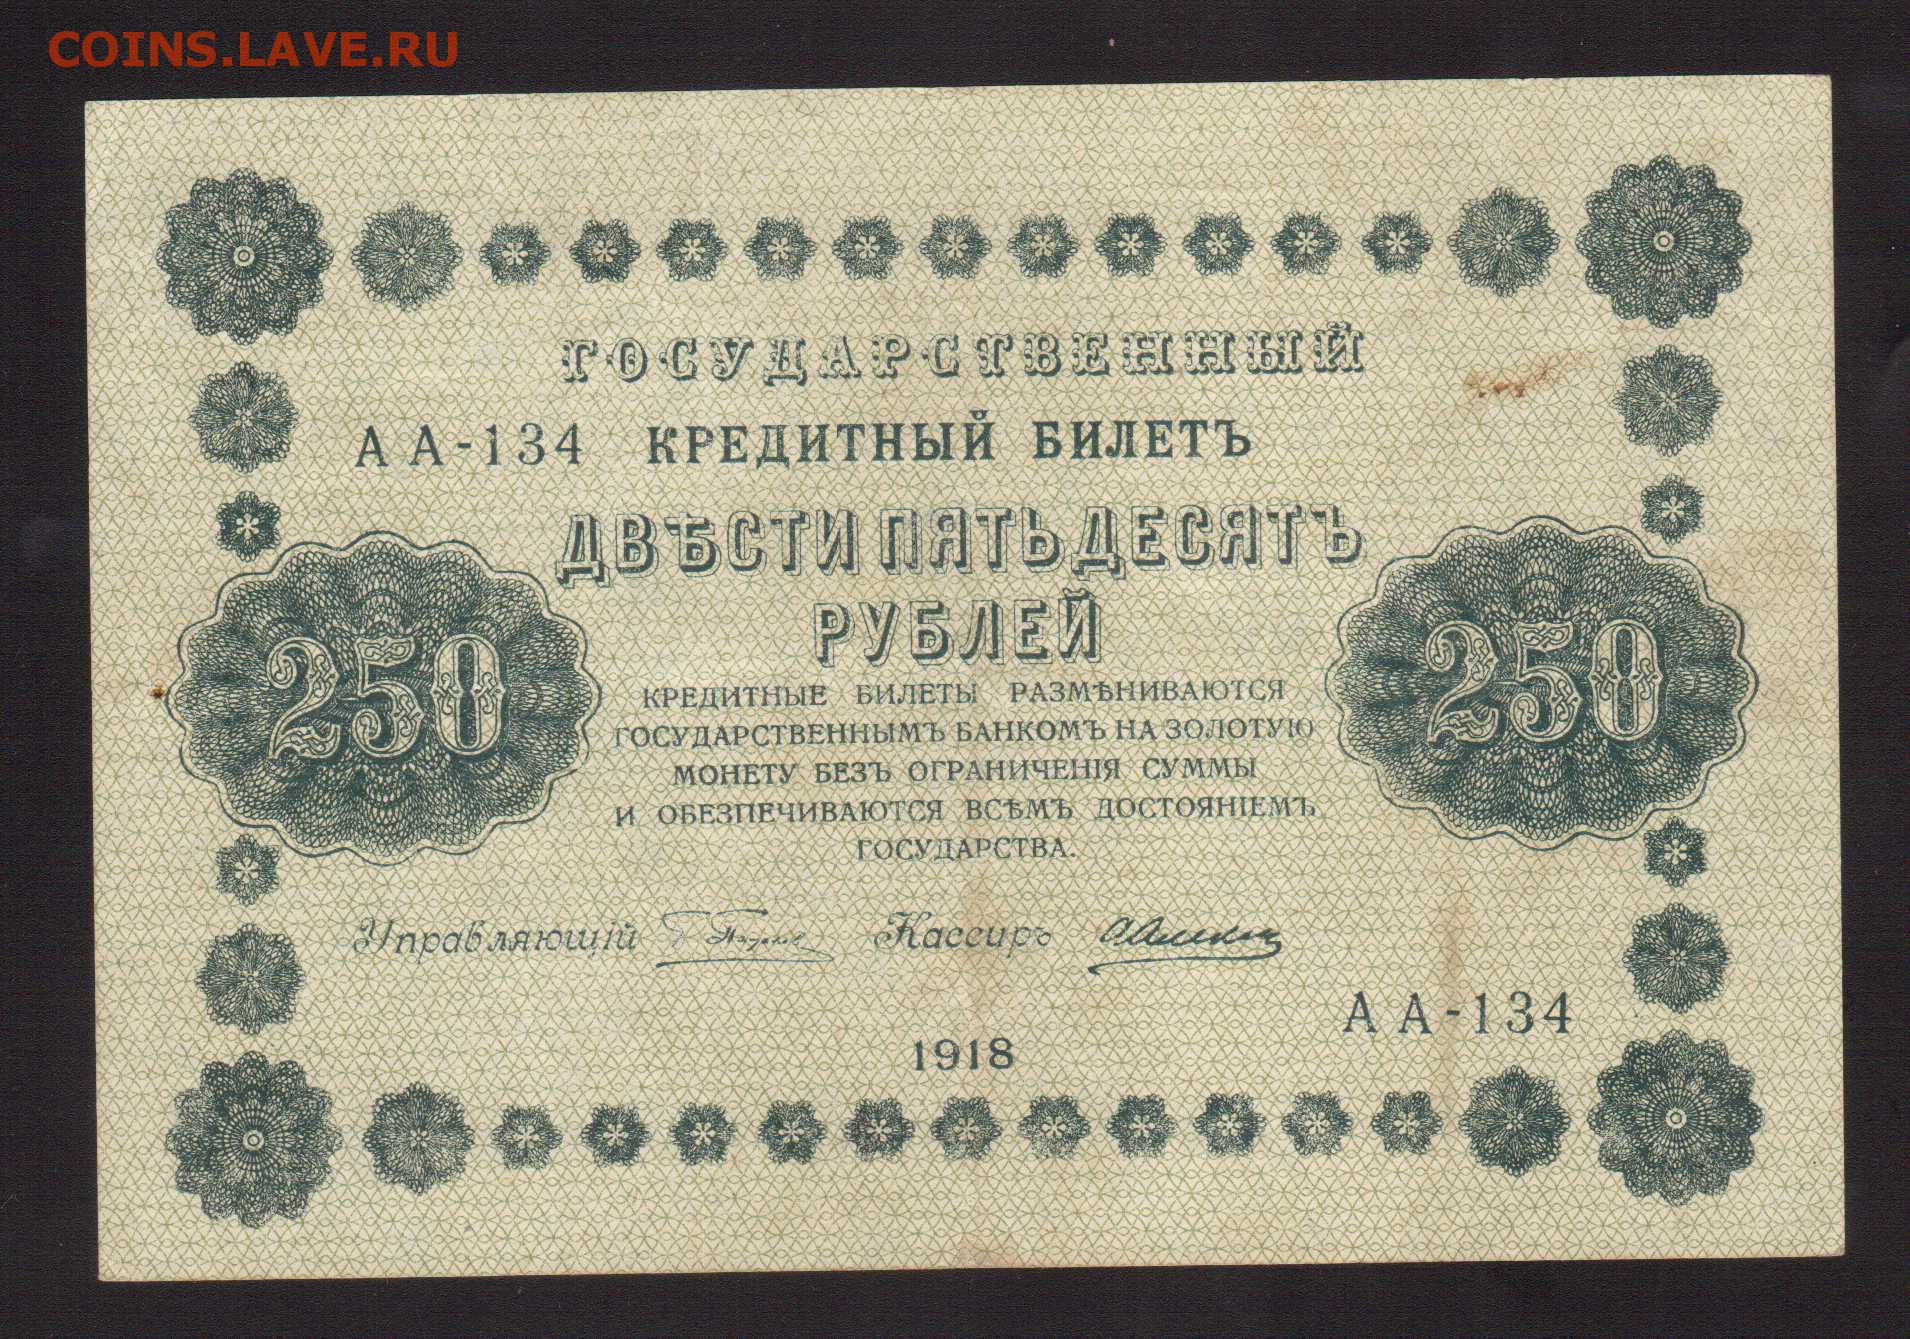 COINS.LAVE.RU
ГОСУДАРСТВЕННЫЙ
АА-134 КРЕДИТНЫЙ БИЛЕТЪ
ДВѢСТИ ПЯТЬДЕСЯТЪ
РУБЛЕЙ
250 250
КРЕДИТНЫЕ БИЛЕТЫ РАЗМѢНИВАЮТСЯ
ГОСУДАРСТВЕННЫМЪ БАНКОМЪ НА ЗОЛОТУЮ
МОНЕТУ БЕЗЪ ОГРАНИЧЕНІЯ СУММЫ
И ОБЕЗПЕЧИВАЮТСЯ ВСѢМЪ ДОСТОЯНІЕМЪ
ГОСУДАРСТВА.
Управляющій Кассиръ
АА-134
1918